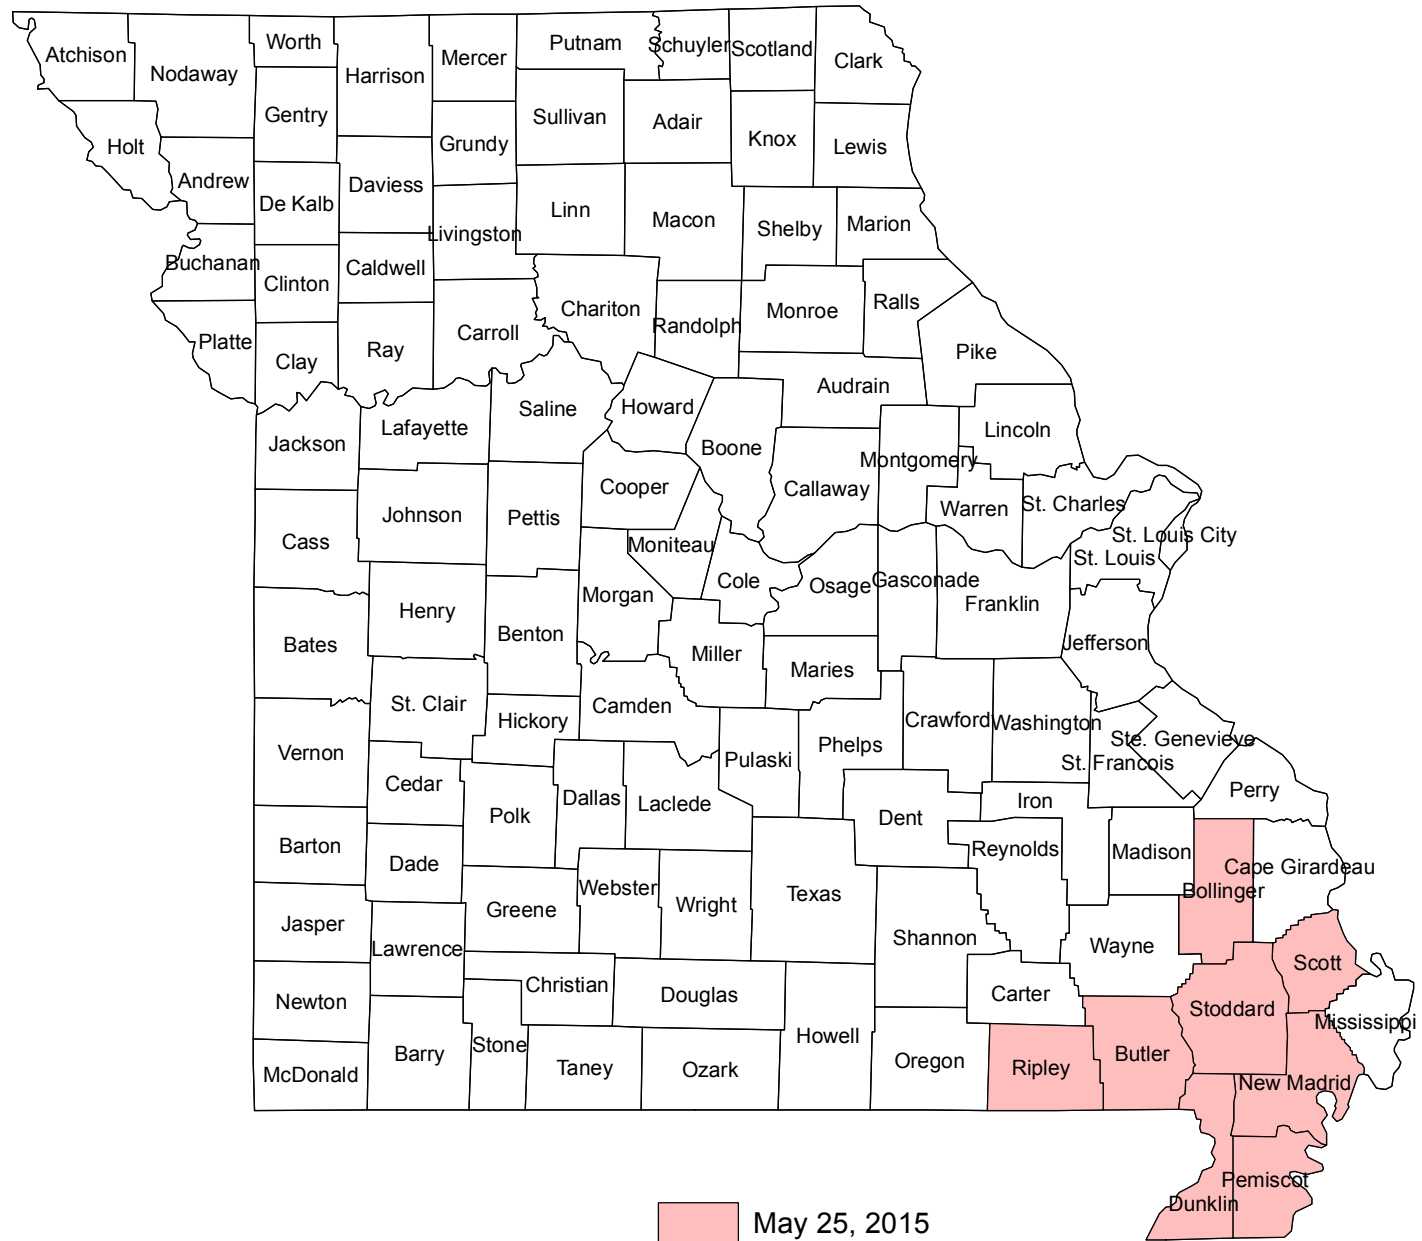 Atchison
Nodaway
Worth
Harrison
Mercer
Putnam
Schuyler
Scotland
Clark
Gentry
Holt
Andrew
De Kalb
Daviess
Grundy
Sullivan
Adair
Knox
Lewis
Livingston
Linn
Macon
Shelby
Marion
Buchanan
Clinton
Caldwell
Chariton
Randolph
Monroe
Ralls
Platte
Clay
Ray
Carroll
Pike
Audrain
Saline
Howard
Boone
Lincoln
Jackson
Lafayette
Callaway
Montgomery
Cooper
Johnson
Pettis
Warren
St. Charles
St. Louis City
St. Louis
Cass
Moniteau
Cole
Osage
Gasconade
Franklin
Morgan
Henry
Benton
Bates
Miller
Maries
Jefferson
St. Clair
Hickory
Camden
Crawford
Washington
Ste. Genevieve
St. Francois
Vernon
Pulaski
Phelps
Cedar
Dallas
Laclede
Polk
Dent
Iron
Perry
Barton
Dade
Reynolds
Madison
Cape Girardeau
Bollinger
Webster
Wright
Texas
Jasper
Greene
Lawrence
Shannon
Wayne
Scott
Christian
Douglas
Newton
Carter
Stoddard
Mississippi
Howell
Barry
Stone
Taney
Ozark
Oregon
Ripley
Butler
McDonald
New Madrid
Pemiscot
Dunklin
May 25, 2015